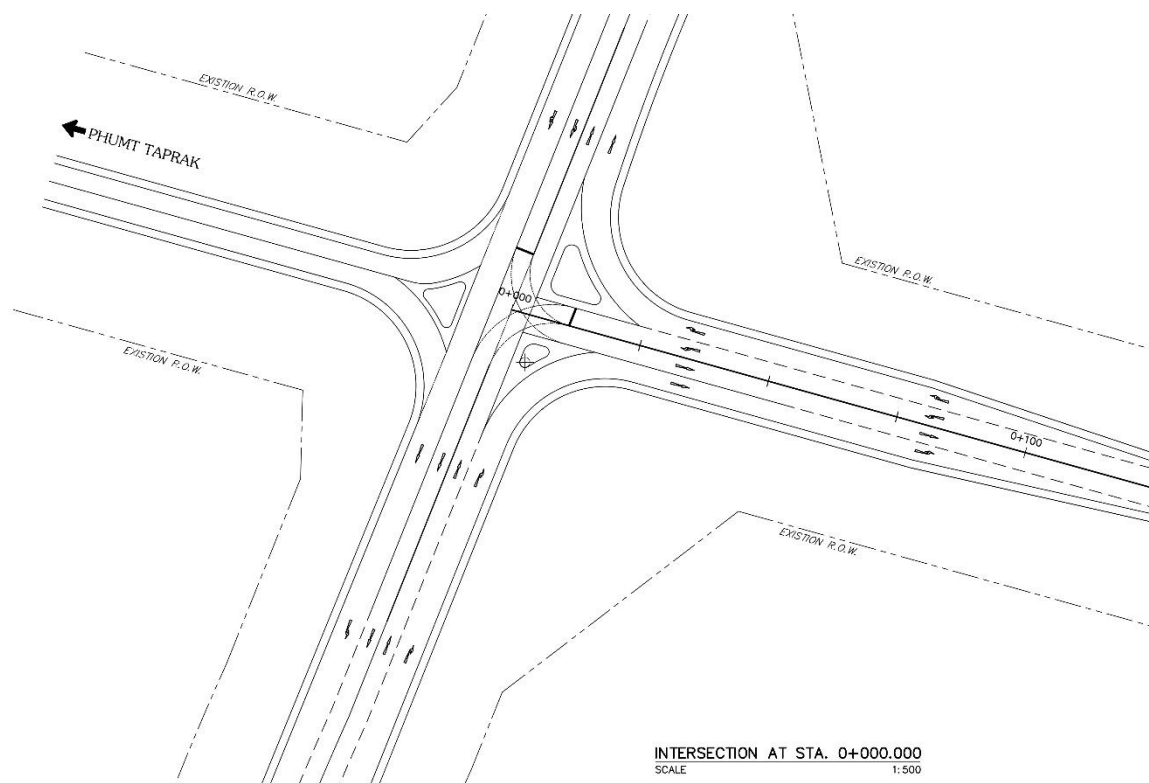 EXISTION R.O.W.
PHUMT TAPRAK
EXISTION R.O.W.
0+000
EXISTION R.O.W.
0+100
EXISTION R.O.W.
INTERSECTION AT STA. 0+000.000
SCALE 1:500